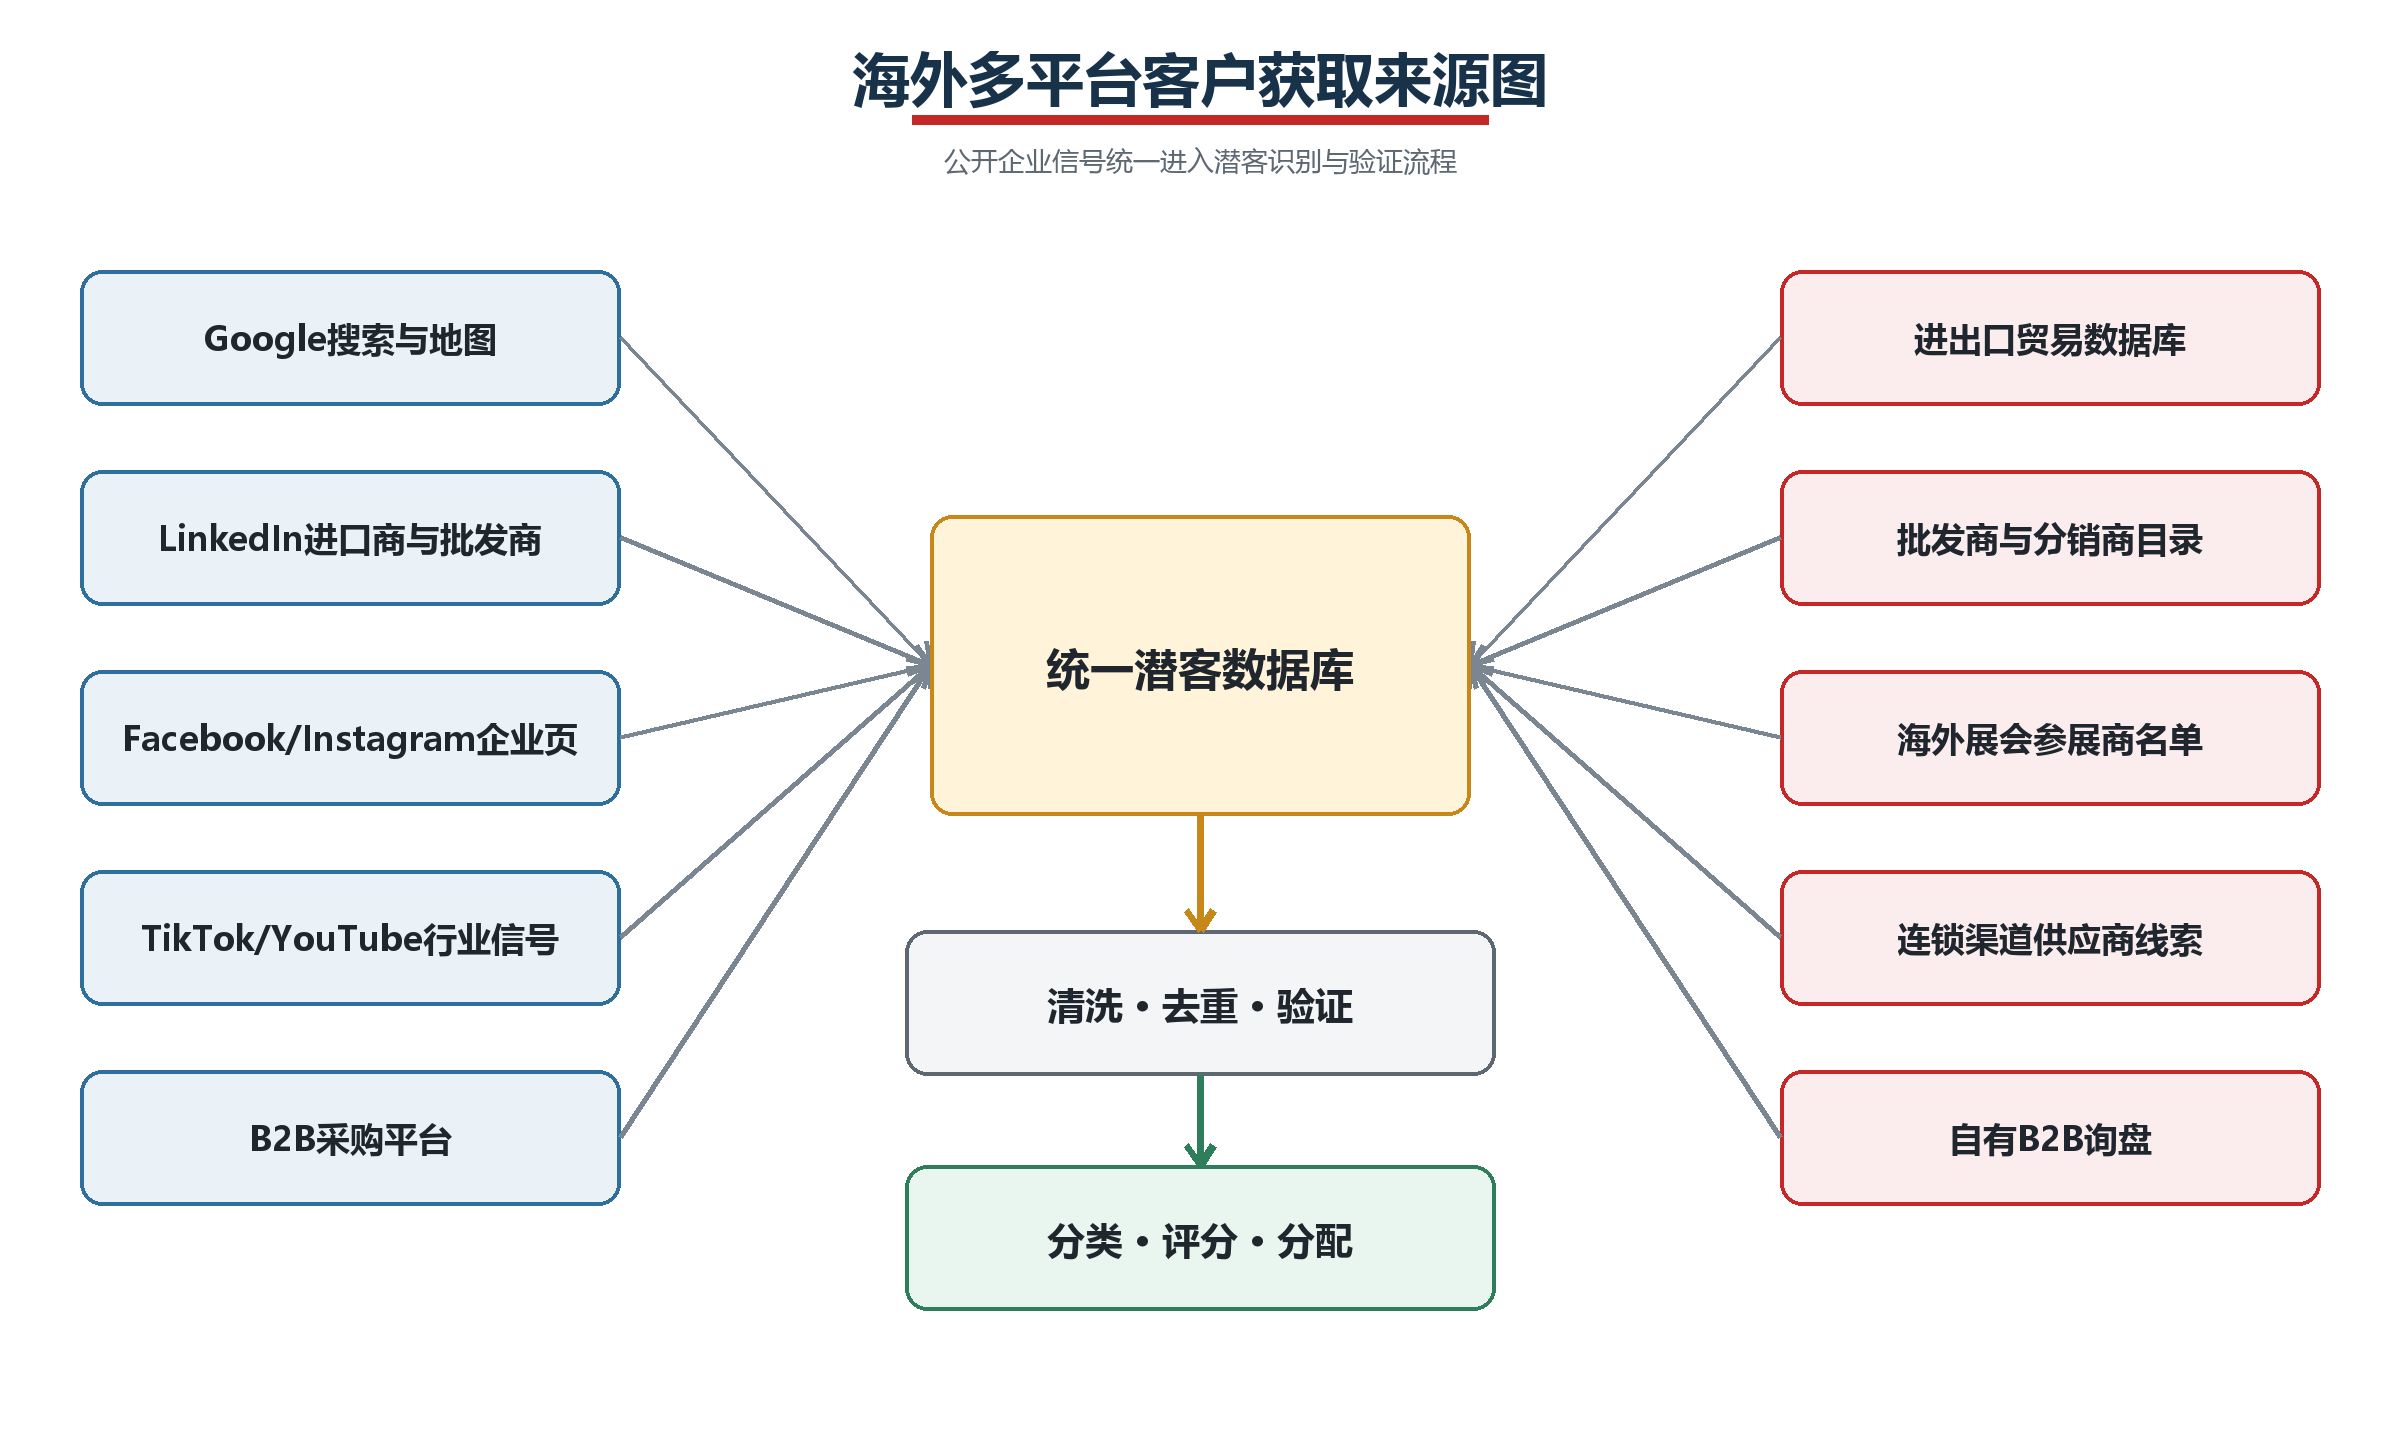 海外多平台客户获取来源图
公开企业信号统一进入潜客识别与验证流程
Google搜索与地图
LinkedIn进口商与批发商
Facebook/Instagram企业页
TikTok/YouTube行业信号
B2B采购平台
统一潜客数据库
清洗·去重·验证
分类·评分·分配
进出口贸易数据库
批发商与分销商目录
海外展会参展商名单
连锁渠道供应商线索
自有B2B询盘